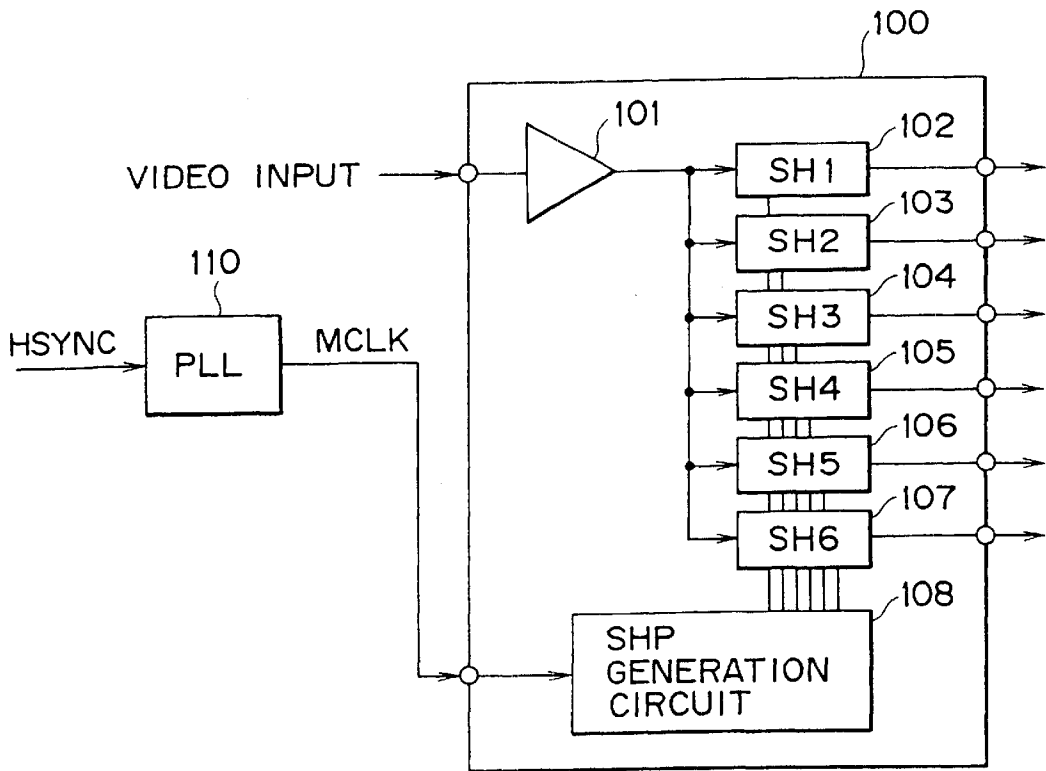 100
101
102
VIDEO INPUT
SH1
103
SH2
110
104
HSYNC
MCLK
SH3
PLL
105
SH4
106
SH5
107
SH6
108
SHP
GENERATION
CIRCUIT